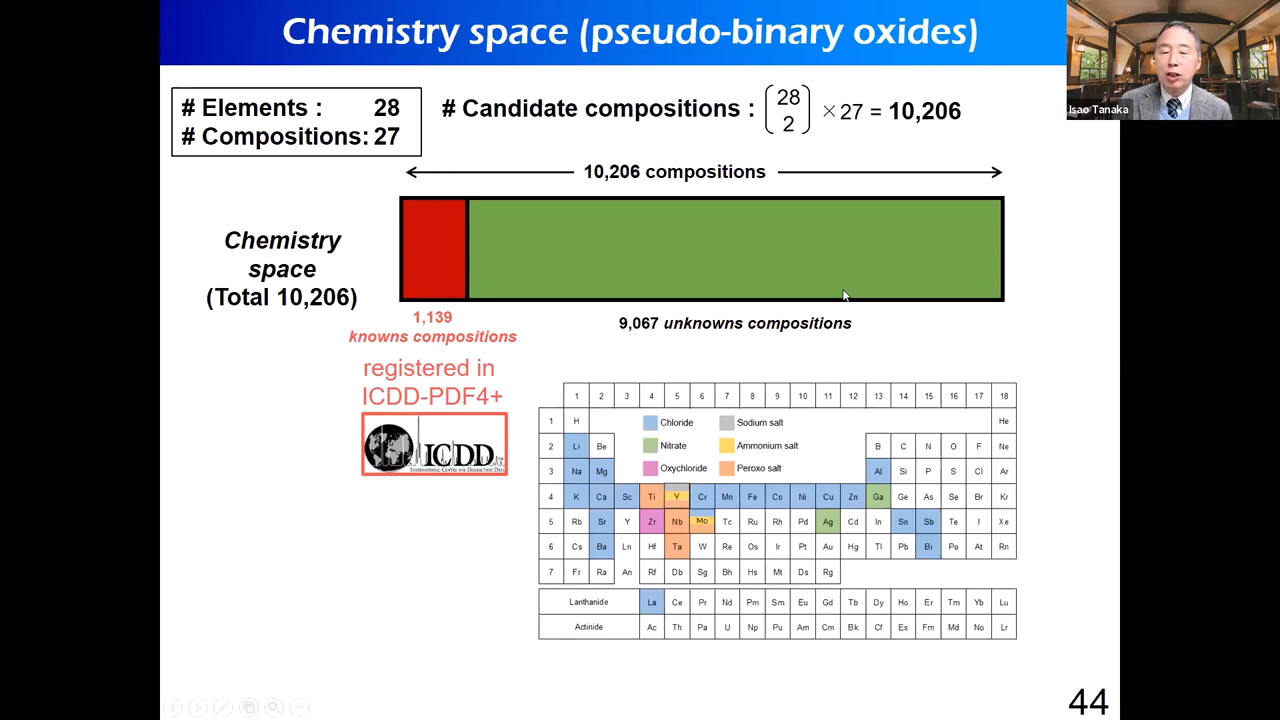 Chemistry space (pseudo-binary oxides)
Isao Tanaka
# Elements : 28
# Compositions: 27
# Candidate compositions : (28 2) ×27 = 10,206
10,206 compositions
Chemistry
space
(Total 10,206)
1,139
knowns compositions
9,067 unknowns compositions
registered in
ICDD-PDF4+
ICDD
INTERNATIONAL CENTRE FOR DIFFRACTION DATA
1 2 3 4 5 6 7 8 9 10 11 12 13 14 15 16 17 18
1 H He
Chloride Sodium salt
2 Li Be B C N O F Ne
Nitrate Ammonium salt
3 Na Mg Al Si P S Cl Ar
Oxychloride Peroxo salt
4 K Ca Sc Ti V Cr Mn Fe Co Ni Cu Zn Ga Ge As Se Br Kr
5 Rb Sr Y Zr Nb Mo Tc Ru Rh Pd Ag Cd In Sn Sb Te I Xe
6 Cs Ba Ln Hf Ta W Re Os Ir Pt Au Hg Tl Pb Bi Po At Rn
7 Fr Ra An Rf Db Sg Bh Hs Mt Ds Rg
Lanthanide La Ce Pr Nd Pm Sm Eu Gd Tb Dy Ho Er Tm Yb Lu
Actinide Ac Th Pa U Np Pu Am Cm Bk Cf Es Fm Md No Lr
44